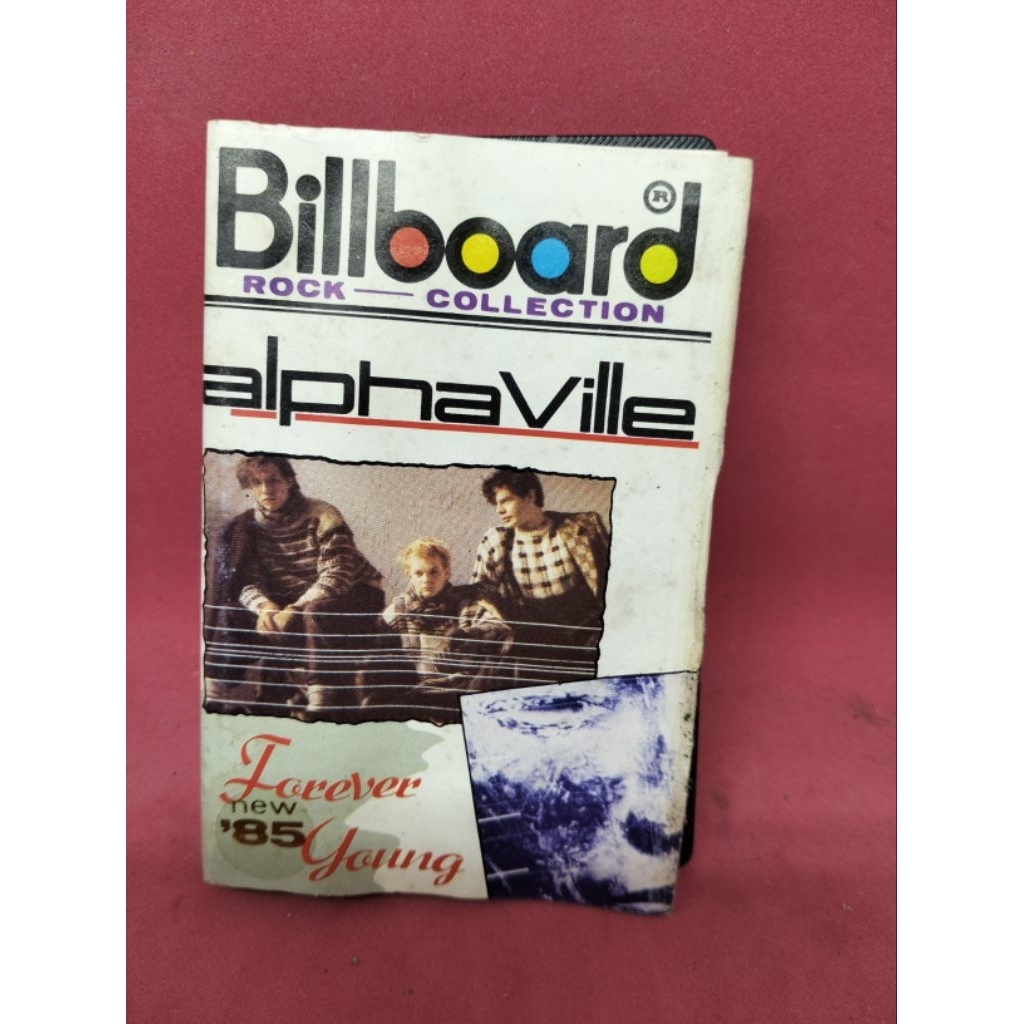 Billboard®
ROCK — COLLECTION
alphaville
Forever
new
'85 Young